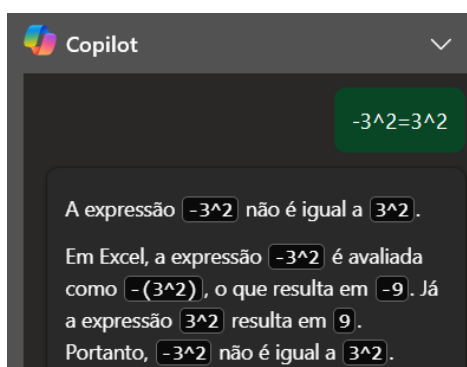 Copilot
-3^2=3^2
A expressão -3^2 não é igual a 3^2.
Em Excel, a expressão -3^2 é avaliada
como -(3^2), o que resulta em -9. Já
a expressão 3^2 resulta em 9.
Portanto, -3^2 não é igual a 3^2.